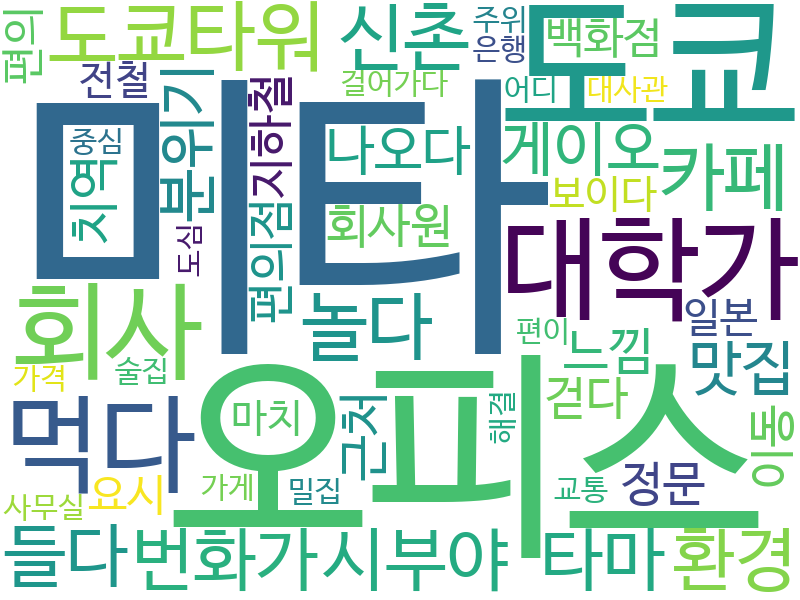 편의
도쿄타워
신촌
주위
은행
백화점
도쿄
전철
분위기
지하철
걸어가다
어디
대사관
미타
중심
치역
나오다
게이오
카페
보이다
도심
편의점
회사원
대학가
회사
놀다
일본
편이
느낌
맛집
가격
술집
오피스
먹다
마치
근처
해결
걷다
이동
사무실
요시
가게
밀집
교통
정문
들다
번화가
시부야
타마
환경